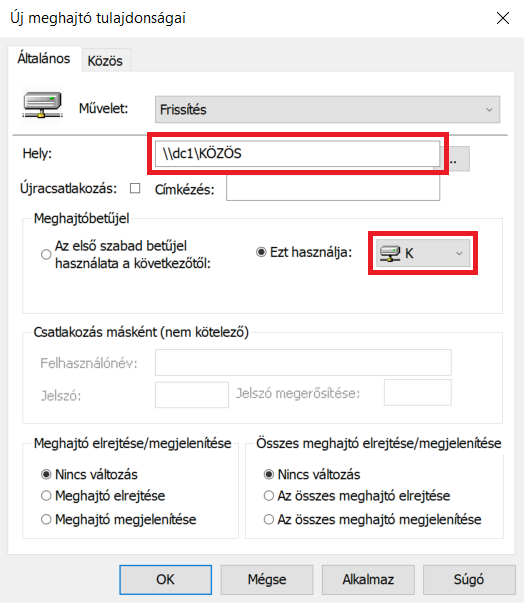 Új meghajtó tulajdonságai
Általános Közös
Művelet: Frissítés
Hely: \\dc1\KÖZÖS ..
Újracsatlakozás: Címkézés:
Meghajtóbetűjel
Az első szabad betűjel használata a következőtől:
Ezt használja: K
Csatlakozás másként (nem kötelező)
Felhasználónév:
Jelszó: Jelszó megerősítése:
Meghajtó elrejtése/megjelenítése
Nincs változás
Meghajtó elrejtése
Meghajtó megjelenítése
Összes meghajtó elrejtése/megjelenítése
Nincs változás
Az összes meghajtó elrejtése
Az összes meghajtó megjelenítése
OK Mégse Alkalmaz Súgó